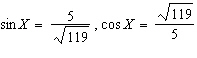 sin X = 5/√119 , cos X = √119/5